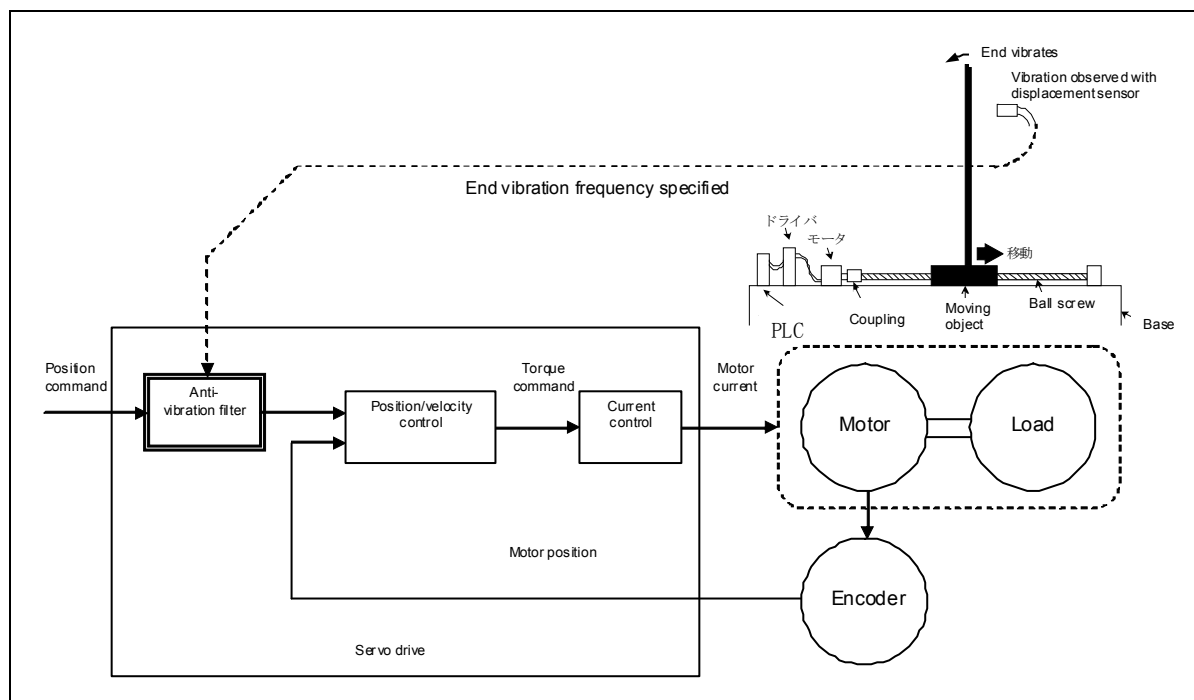 End vibrates
Vibration observed with
displacement sensor
End vibration frequency specified
ドライバ
モータ
移動
PLC
Coupling
Moving
object
Ball screw
Base
Position
command
Anti-
vibration filter
Position/velocity
control
Torque
command
Current
control
Motor
current
Motor
Load
Motor position
Encoder
Servo drive